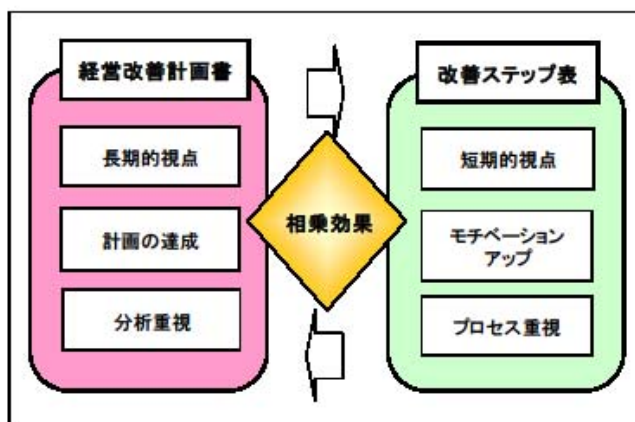 経営改善計画書
長期的視点
計画の達成
分析重視
相乗効果
改善ステップ表
短期的視点
モチベーション
アップ
プロセス重視